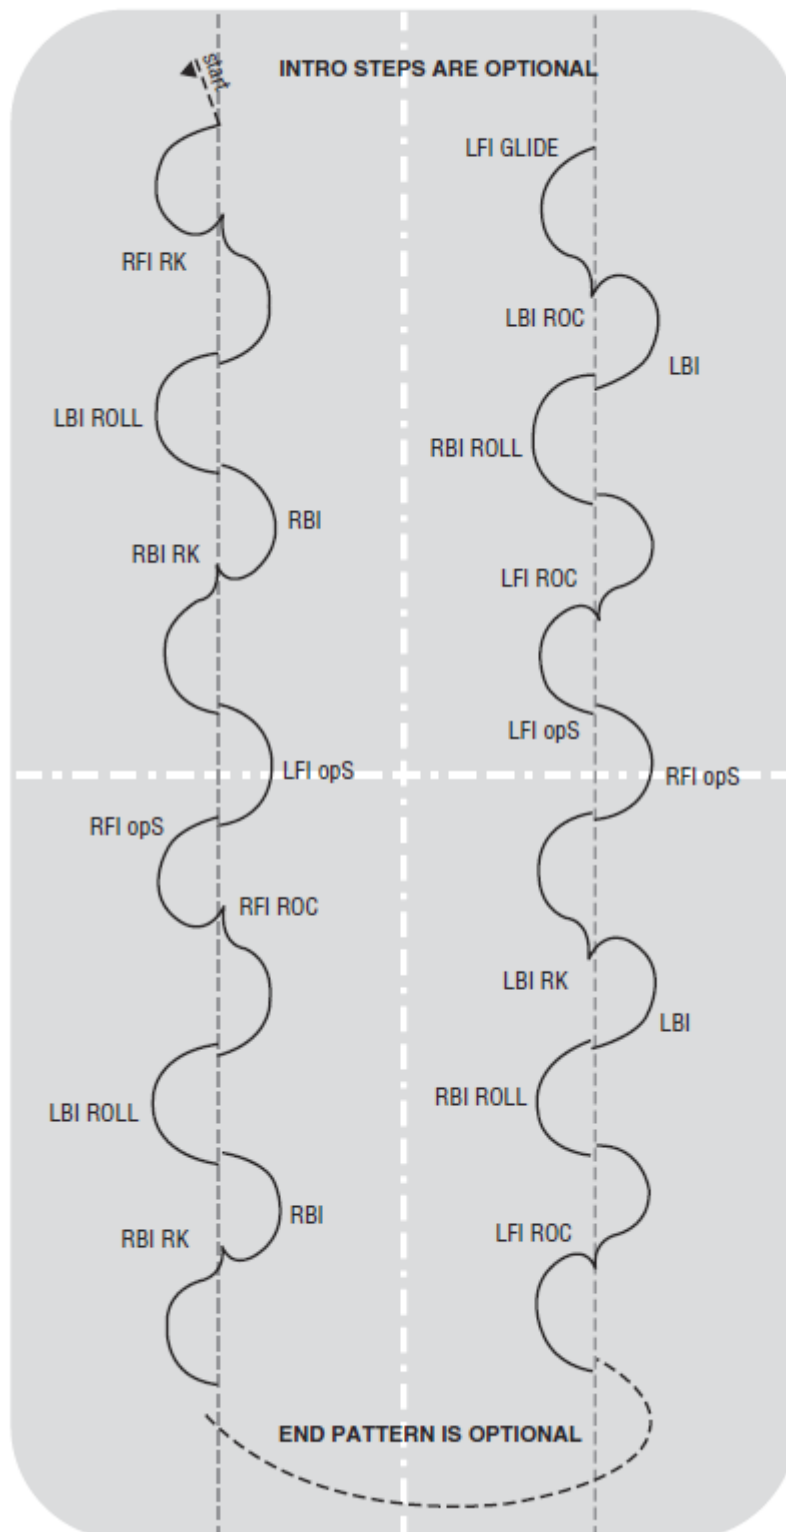 start
INTRO STEPS ARE OPTIONAL
RFI RK
LBI ROLL
RBI
RBI RK
LFI opS
RFI opS
RFI ROC
LBI ROLL
RBI
RBI RK
LFI GLIDE
LBI ROC
LBI
RBI ROLL
LFI ROC
LFI opS
RFI opS
LBI RK
LBI
RBI ROLL
LFI ROC
END PATTERN IS OPTIONAL